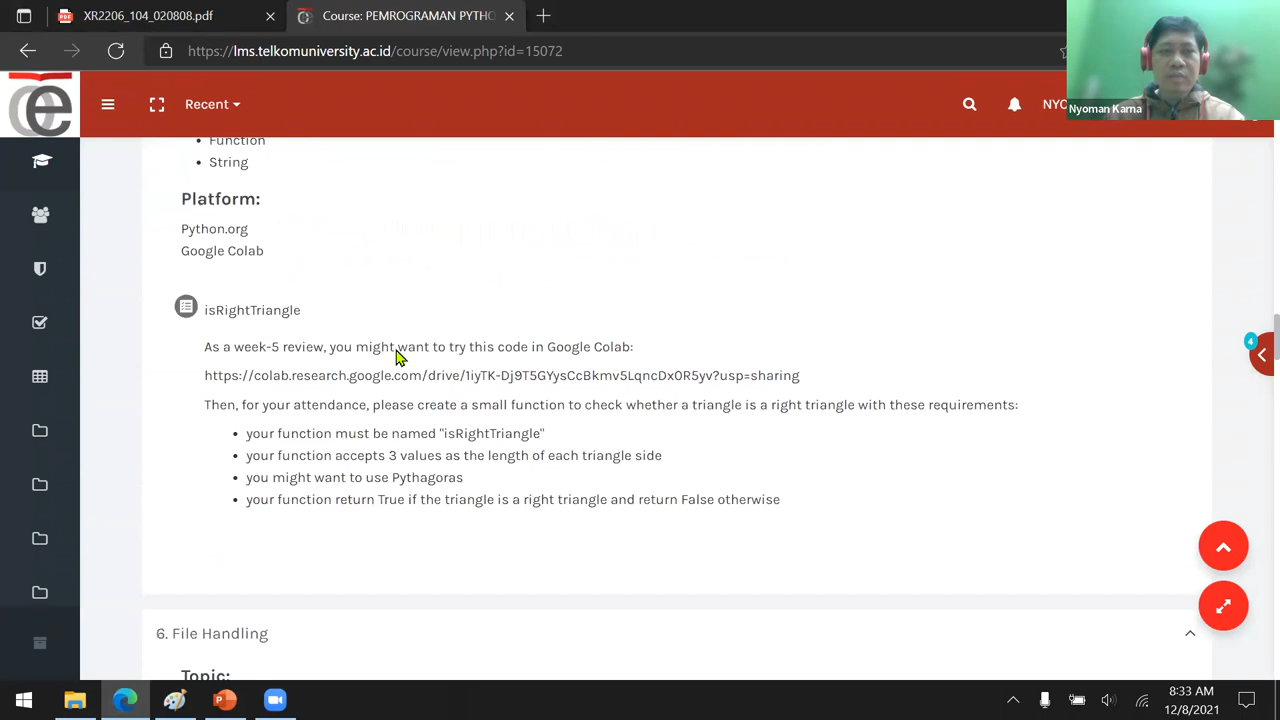 XR2206_104_020808.pdf
Course: PEMROGRAMAN PYTHO
https://lms.telkomuniversity.ac.id/course/view.php?id=15072
Recent
NYO
Nyoman Karna
Function
String
Platform:
Python.org
Google Colab
isRightTriangle
As a week-5 review, you might want to try this code in Google Colab:
https://colab.research.google.com/drive/1iyTK-Dj9T5GYysCcBkmv5LqncDx0R5yv?usp=sharing
Then, for your attendance, please create a small function to check whether a triangle is a right triangle with these requirements:
your function must be named "isRightTriangle"
your function accepts 3 values as the length of each triangle side
you might want to use Pythagoras
your function return True if the triangle is a right triangle and return False otherwise
4
6. File Handling
Topic:
8:33 AM
12/8/2021